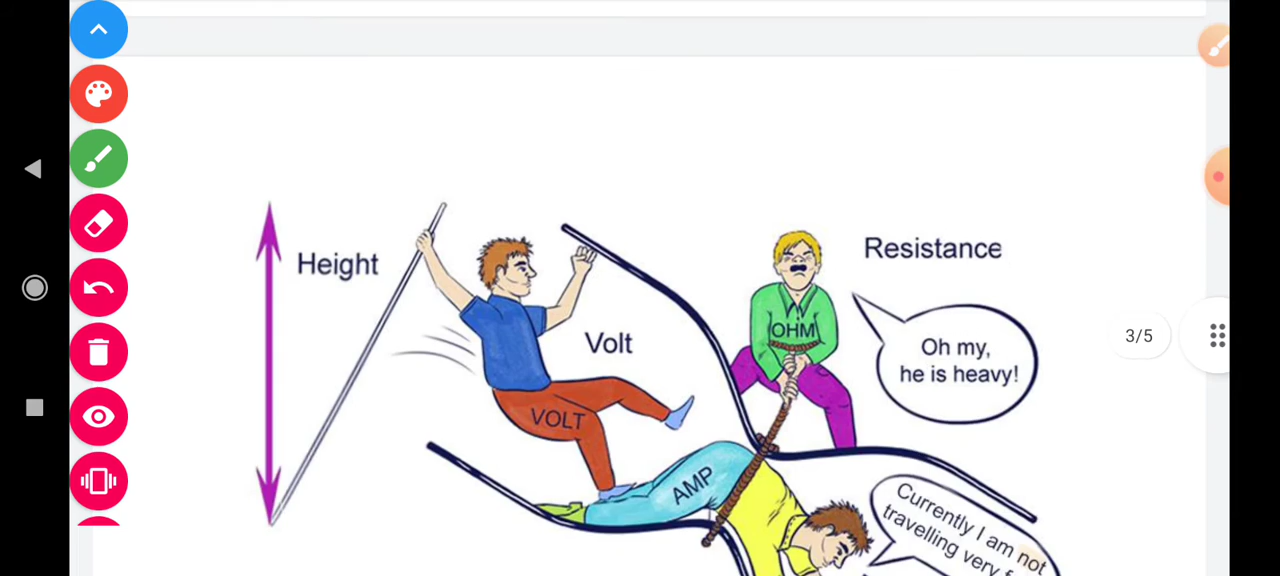 Height
Resistance
OHM
Volt
Oh my,
he is heavy!
3/5
VOLT
AMP
Currently I am not
travelling very